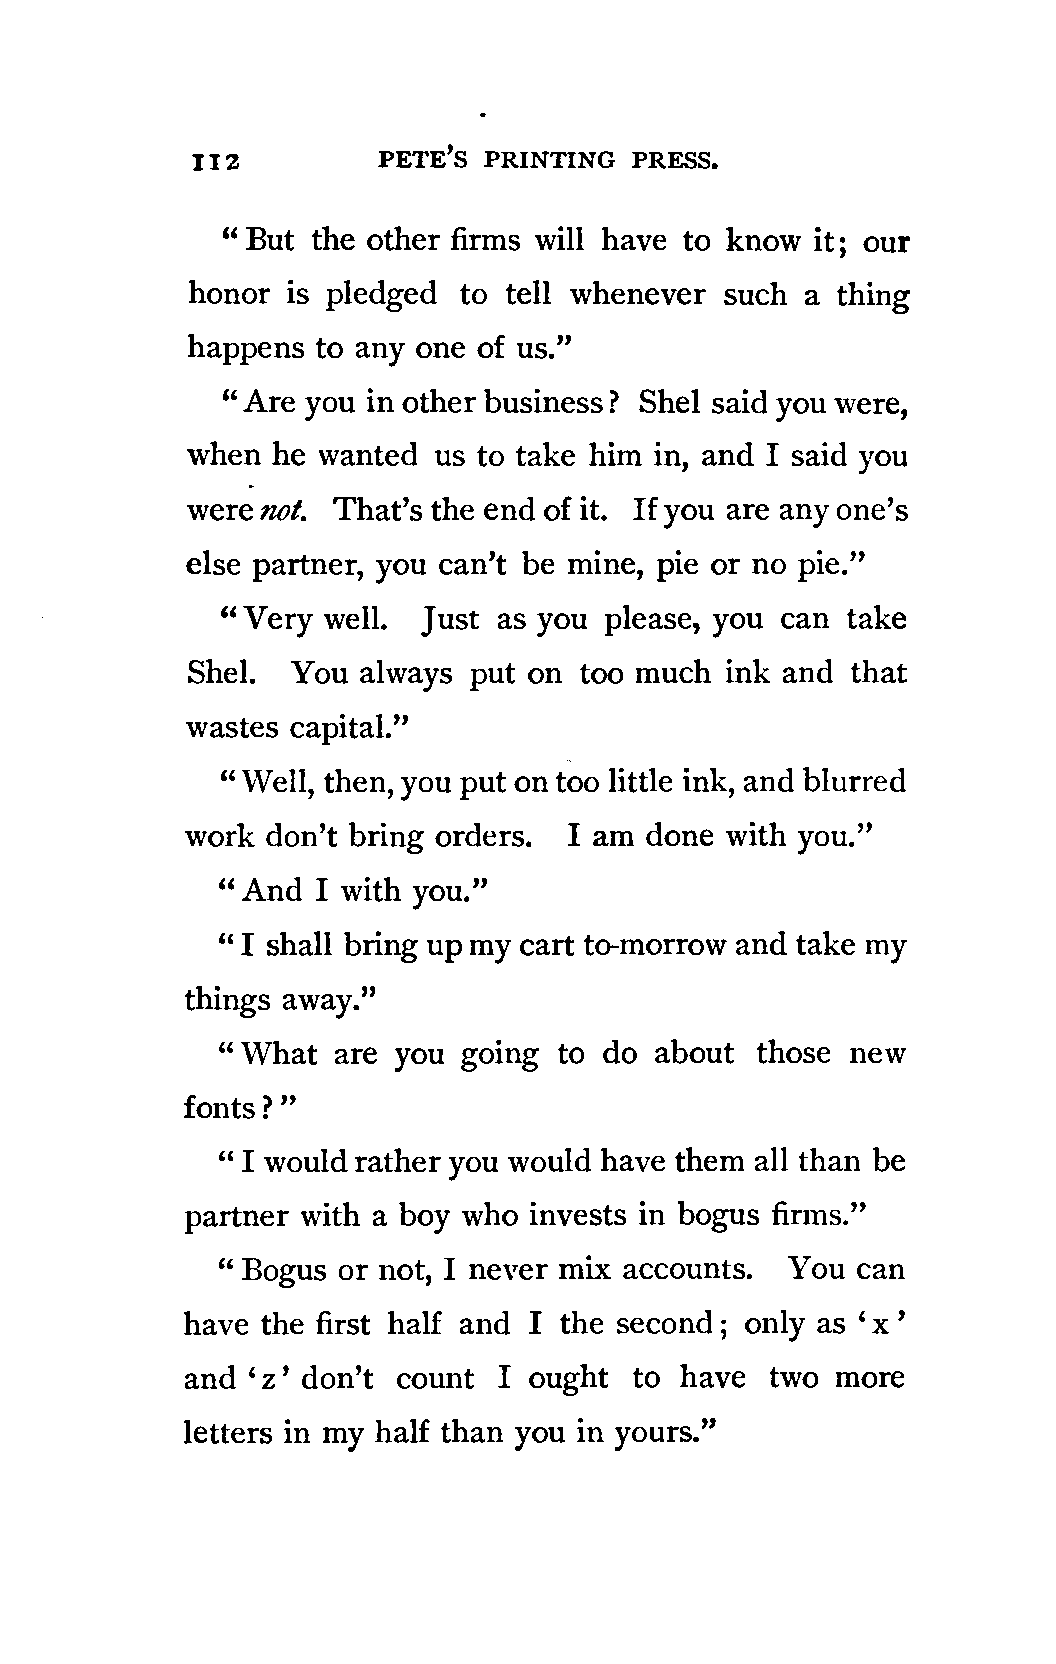 112 PETE'S PRINTING PRESS.
"But the other firms will have to know it; our
honor is pledged to tell whenever such a thing
happens to any one of us."
"Are you in other business? Shel said you were,
when he wanted us to take him in, and I said you
were not. That's the end of it. If you are any one's
else partner, you can't be mine, pie or no pie."
"Very well. Just as you please, you can take
Shel. You always put on too much ink and that
wastes capital."
"Well, then, you put on too little ink, and blurred
work don't bring orders. I am done with you."
"And I with you."
"I shall bring up my cart to-morrow and take my
things away."
"What are you going to do about those new
fonts?"
"I would rather you would have them all than be
partner with a boy who invests in bogus firms."
"Bogus or not, I never mix accounts. You can
have the first half and I the second; only as 'x'
and 'z' don't count I ought to have two more
letters in my half than you in yours."